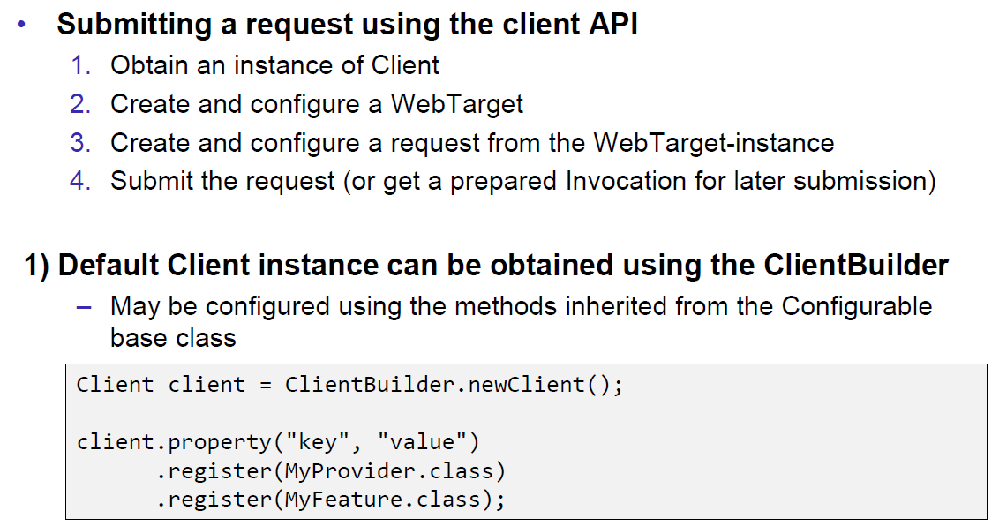 • Submitting a request using the client API
1. Obtain an instance of Client
2. Create and configure a WebTarget
3. Create and configure a request from the WebTarget-instance
4. Submit the request (or get a prepared Invocation for later submission)
1) Default Client instance can be obtained using the ClientBuilder
– May be configured using the methods inherited from the Configurable
base class
Client client = ClientBuilder.newClient();
client.property("key", "value")
.register(MyProvider.class)
.register(MyFeature.class);